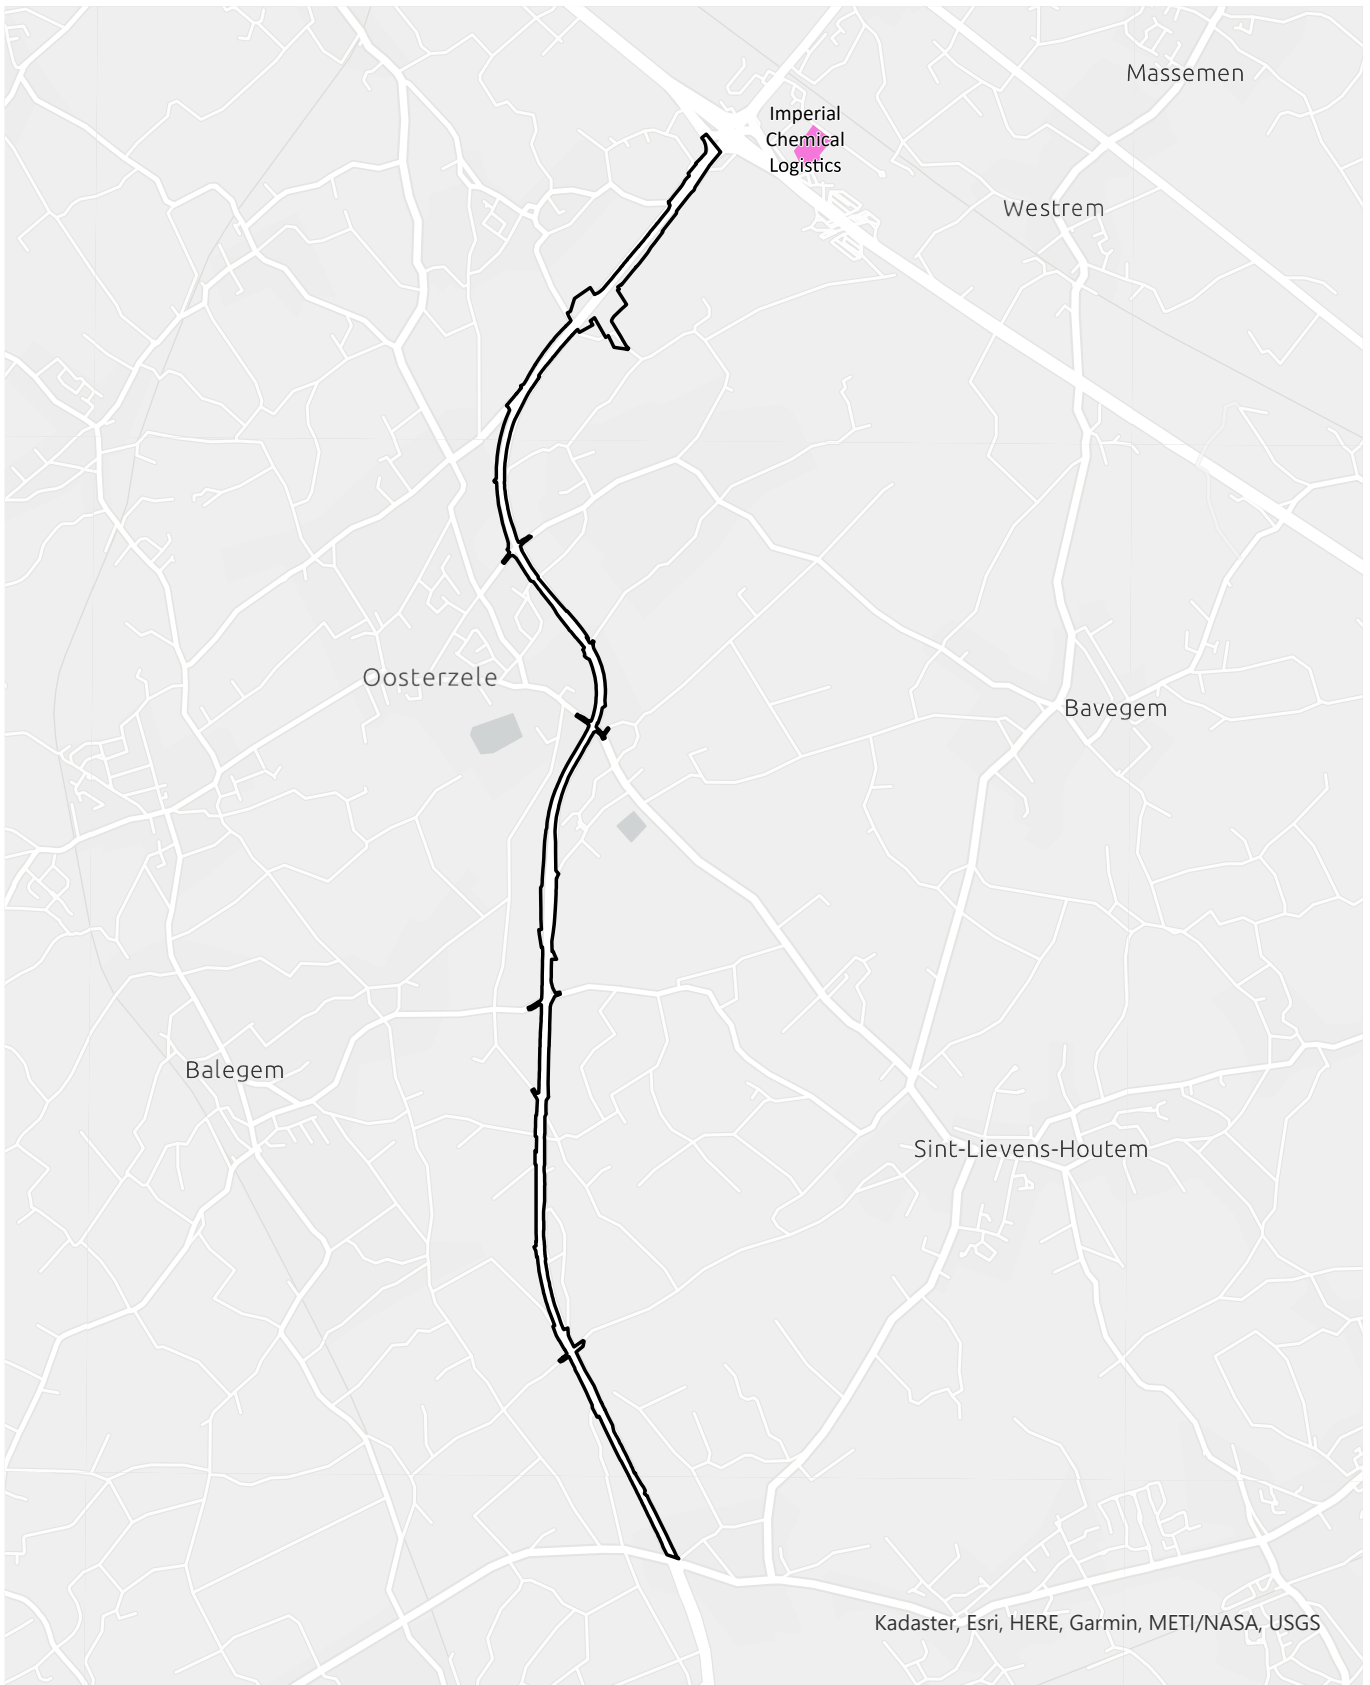 Massemen
Imperial
Chemical
Logistics
Westrem
Oosterzele
Bavegem
Balegem
Sint-Lievens-Houtem
Kadaster, Esri, HERE, Garmin, METI/NASA, USGS